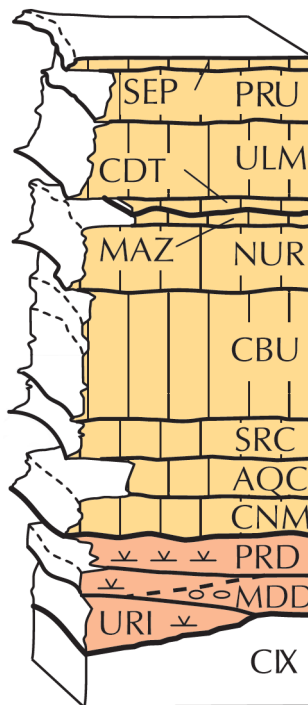 SEP PRU
ULM
CDT
MAZ NUR
CBU
SRC
AQC
CNM
PRD
MDD
URI
CIX